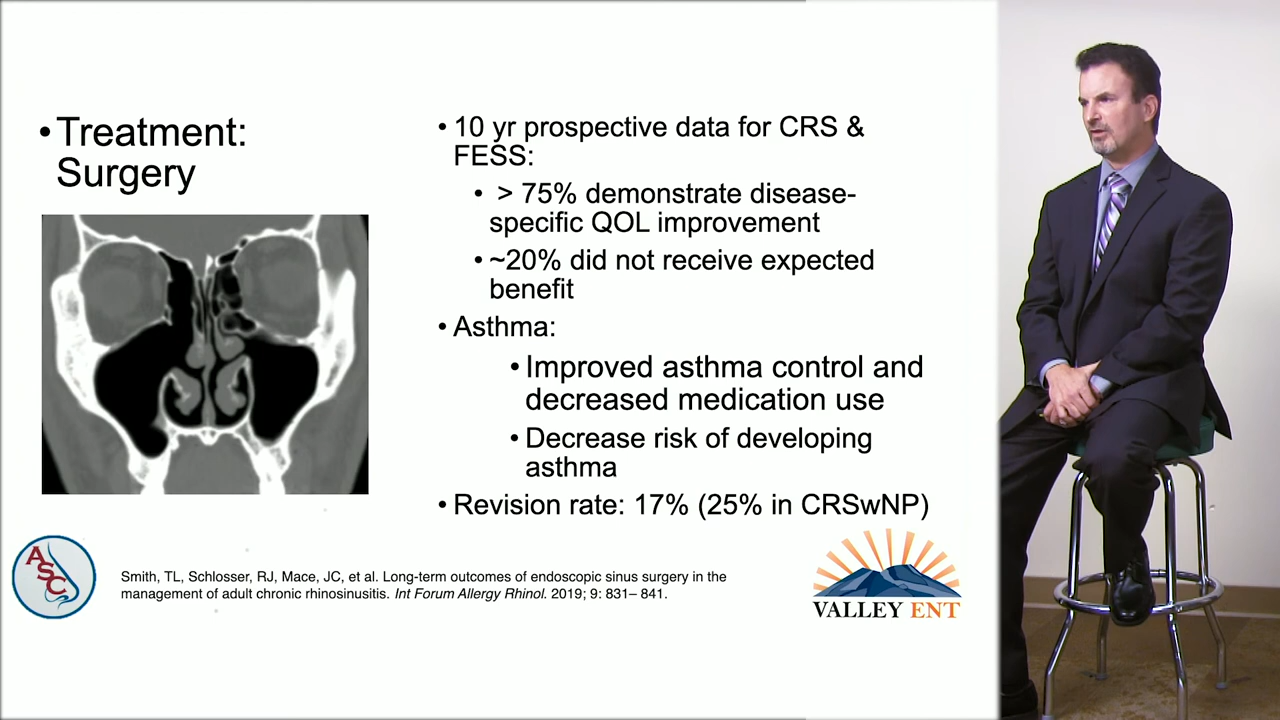 • Treatment:
Surgery
• 10 yr prospective data for CRS &
FESS:
• > 75% demonstrate disease-
specific QOL improvement
• ~20% did not receive expected
benefit
• Asthma:
• Improved asthma control and
decreased medication use
• Decrease risk of developing
asthma
• Revision rate: 17% (25% in CRSwNP)
ASC
Smith, TL, Schlosser, RJ, Mace, JC, et al. Long-term outcomes of endoscopic sinus surgery in the
management of adult chronic rhinosinusitis. Int Forum Allergy Rhinol. 2019; 9: 831– 841.
VALLEY ENT